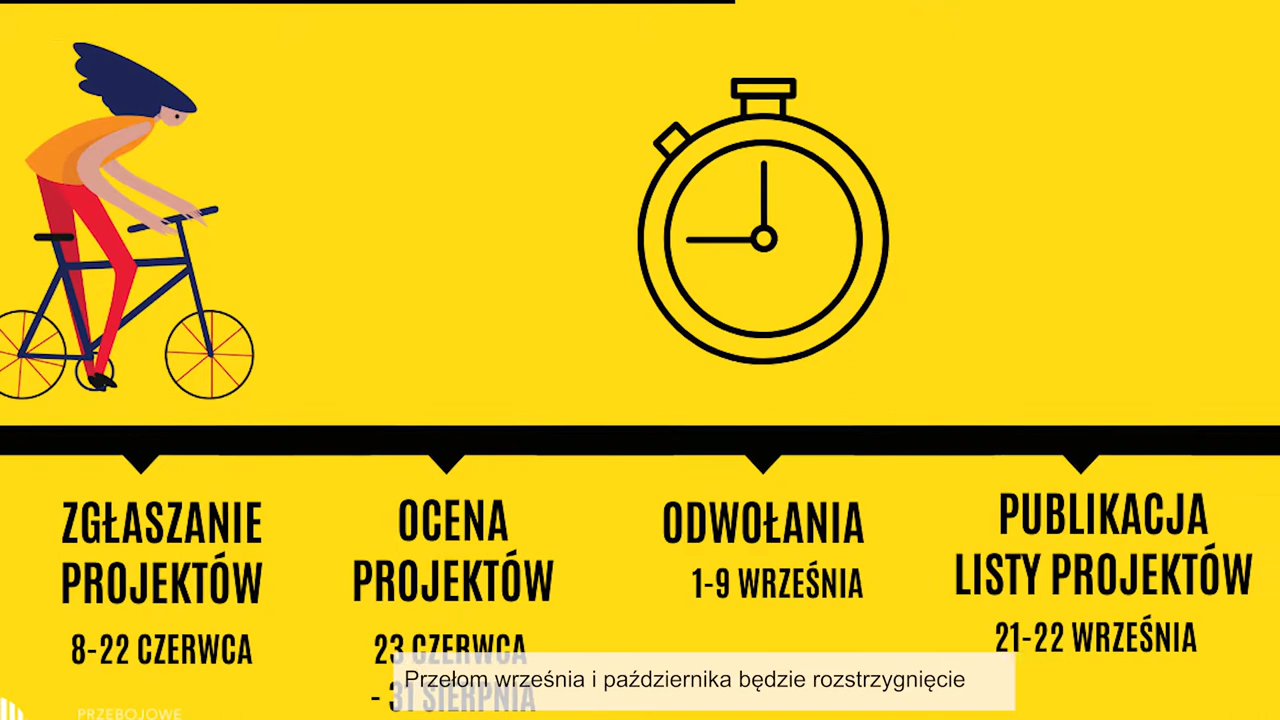 ZGŁASZANIE
PROJEKTÓW
8-22 CZERWCA
OCENA
PROJEKTÓW
23 CZERWCA
- 31 SIERPNIA
ODWOŁANIA
1-9 WRZEŚNIA
PUBLIKACJA
LISTY PROJEKTÓW
21-22 WRZEŚNIA
Przełom września i października będzie rozstrzygnięcie
PRZEBOJOWE